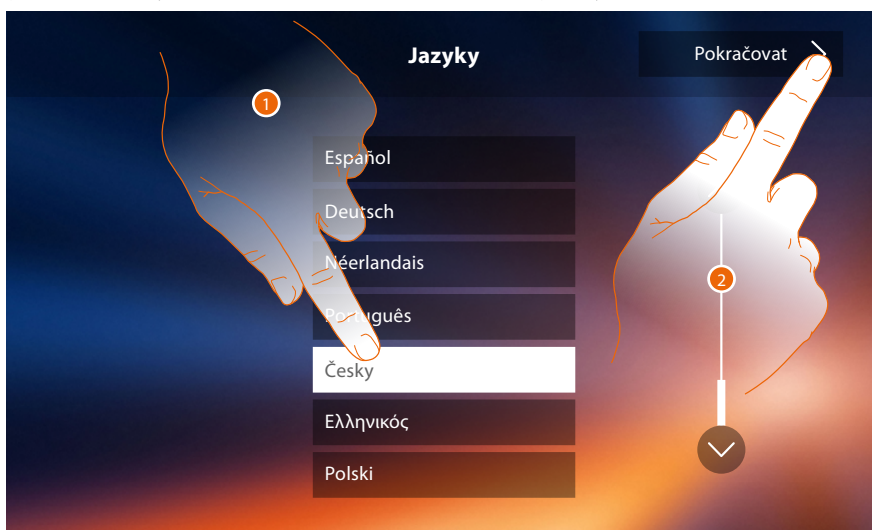 Jazyky
Pokračovat
1
Español
Deutsch
Néerlandais
2
Português
Česky
Ελληνικός
Polski